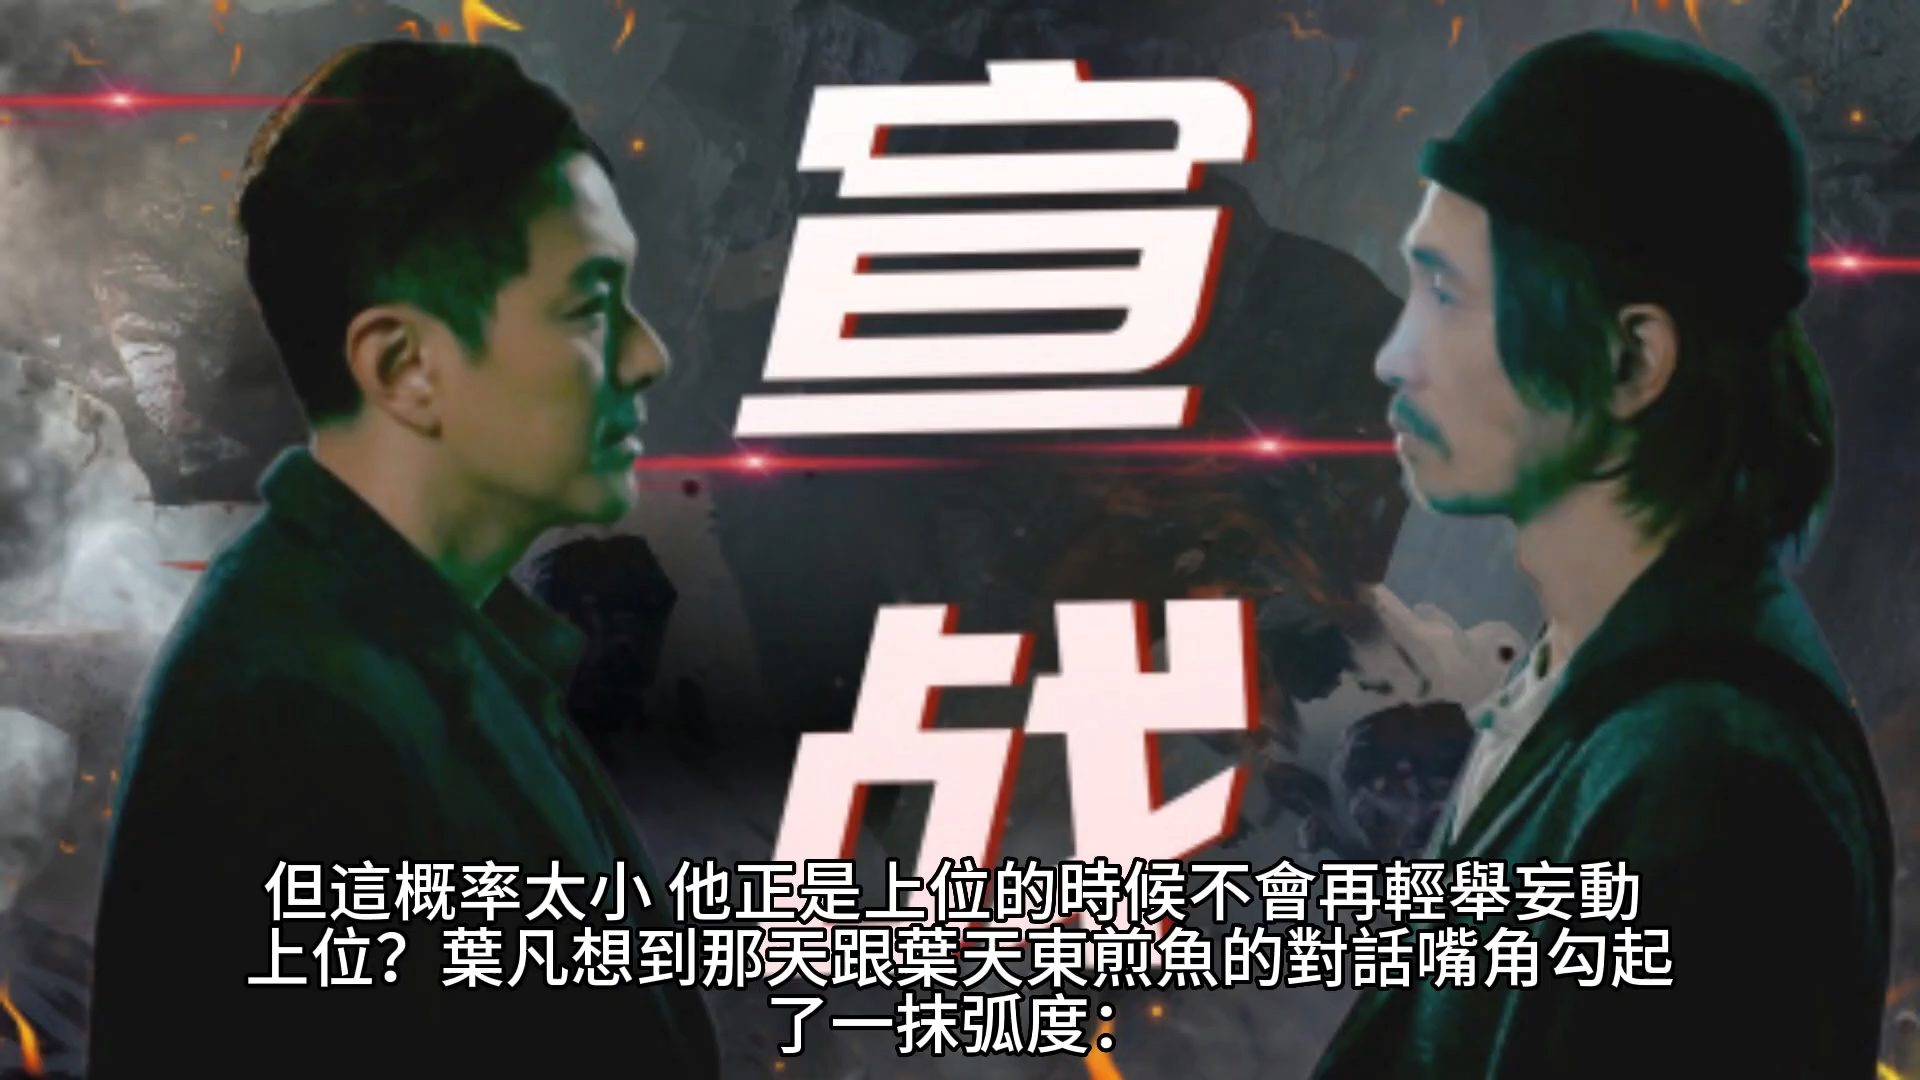 宣
战
但這概率太小 他正是上位的時候不會再輕舉妄動
上位？葉凡想到那天跟葉天東煎魚的對話嘴角勾起
了一抹弧度：